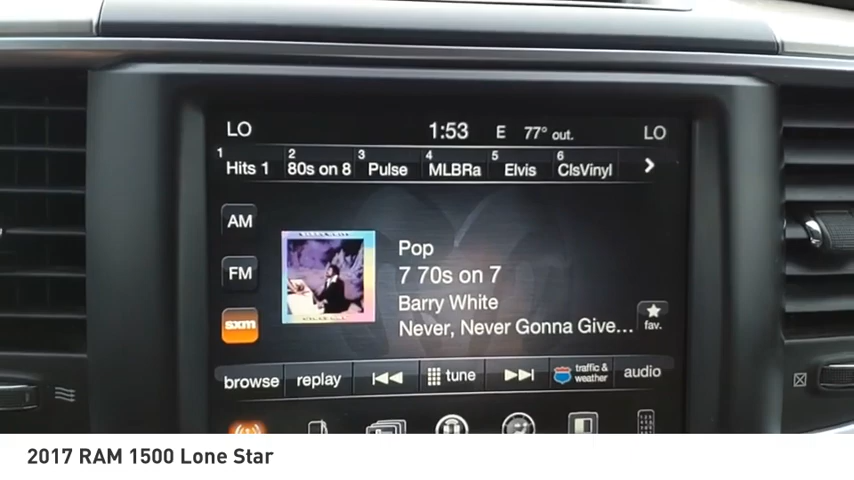 LO 1:53 E 77° out. LO
1 Hits 1 2 80s on 8 3 Pulse 4 MLBRa 5 Elvis 6 ClsVinyl
AM
Pop
FM
7 70s on 7
Barry White
sxm
Never, Never Gonna Give...
fav.
browse replay tune traffic & weather audio
2017 RAM 1500 Lone Star